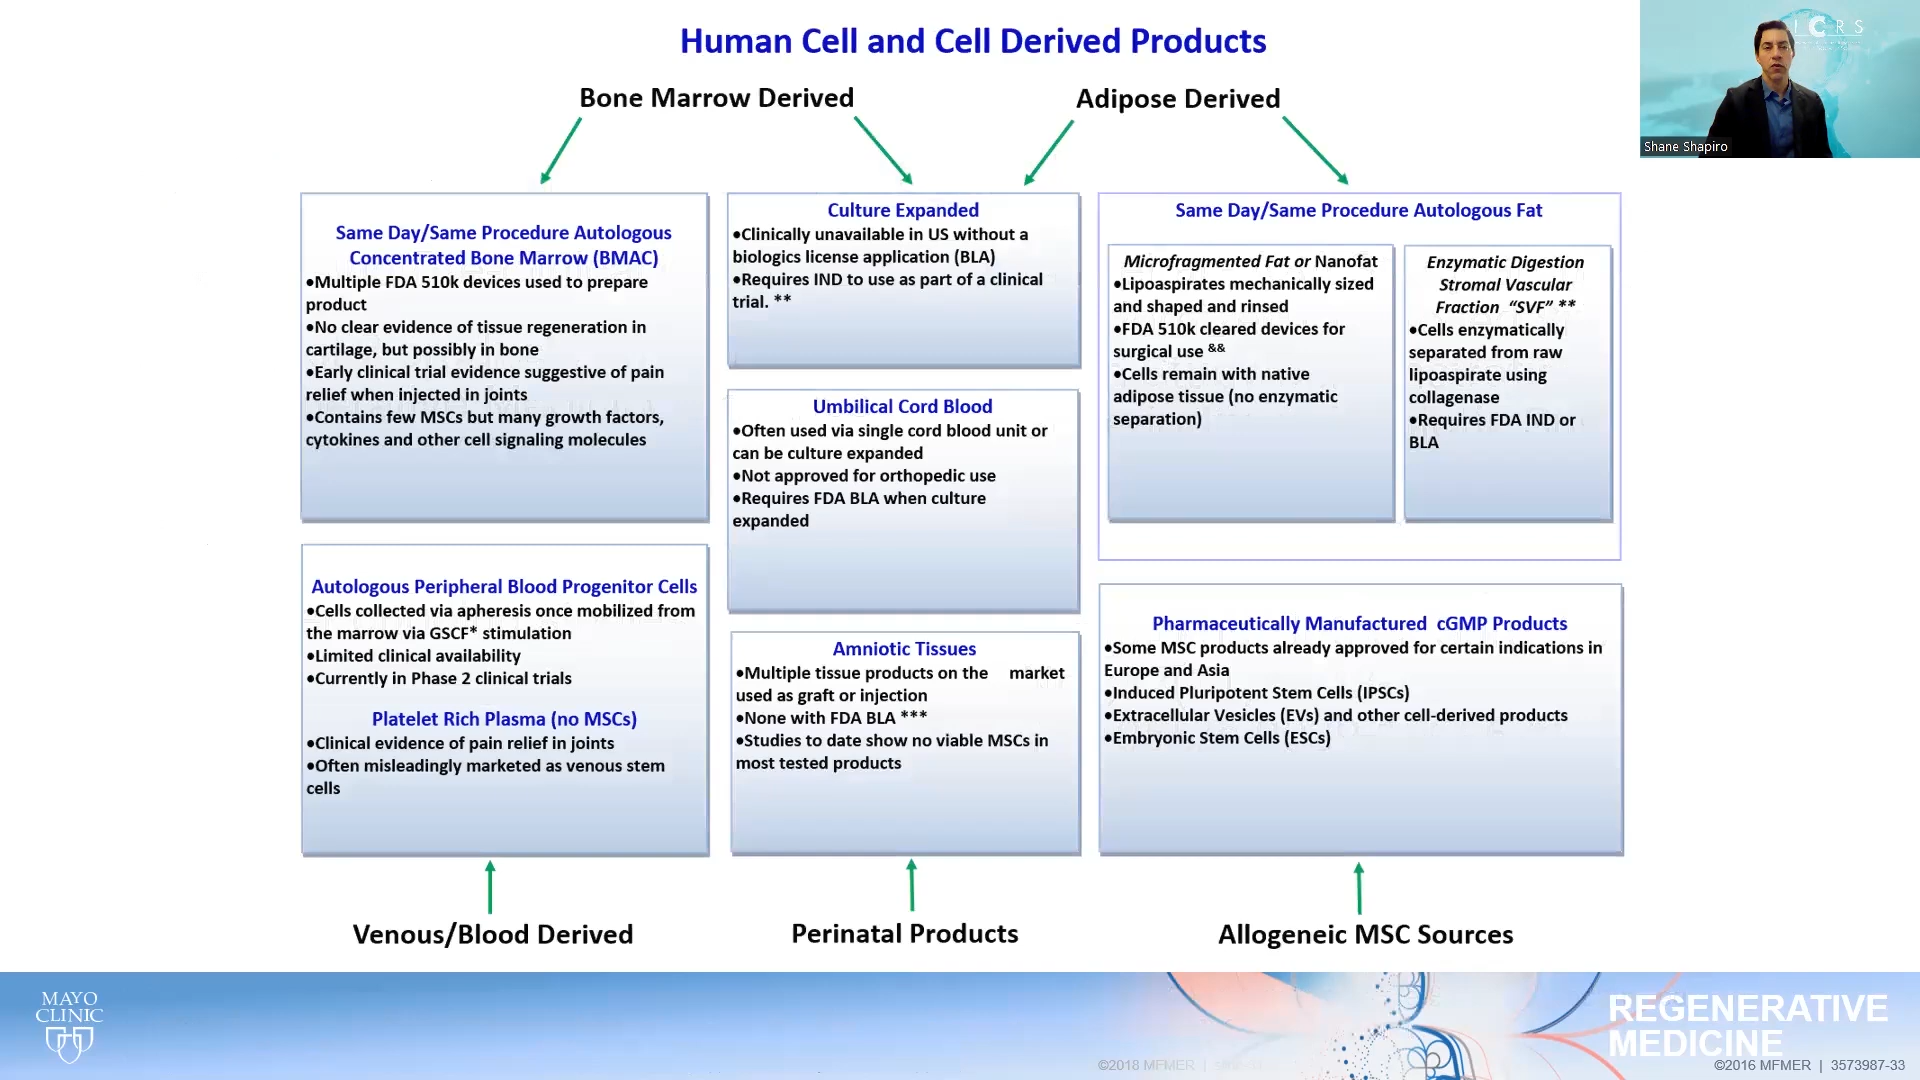 Human Cell and Cell Derived Products
Bone Marrow Derived
Adipose Derived
ICRS
Shane Shapiro
Same Day/Same Procedure Autologous
Concentrated Bone Marrow (BMAC)
•Multiple FDA 510k devices used to prepare
product
•No clear evidence of tissue regeneration in
cartilage, but possibly in bone
•Early clinical trial evidence suggestive of pain
relief when injected in joints
•Contains few MSCs but many growth factors,
cytokines and other cell signaling molecules
Culture Expanded
•Clinically unavailable in US without a
biologics license application (BLA)
•Requires IND to use as part of a clinical
trial. **
Same Day/Same Procedure Autologous Fat
Microfragmented Fat or Nanofat
•Lipoaspirates mechanically sized
and shaped and rinsed
•FDA 510k cleared devices for
surgical use &&
•Cells remain with native
adipose tissue (no enzymatic
separation)
Enzymatic Digestion
Stromal Vascular
Fraction “SVF” **
•Cells enzymatically
separated from raw
lipoaspirate using
collagenase
•Requires FDA IND or
BLA
Umbilical Cord Blood
•Often used via single cord blood unit or
can be culture expanded
•Not approved for orthopedic use
•Requires FDA BLA when culture
expanded
Autologous Peripheral Blood Progenitor Cells
•Cells collected via apheresis once mobilized from
the marrow via GSCF* stimulation
•Limited clinical availability
•Currently in Phase 2 clinical trials
Platelet Rich Plasma (no MSCs)
•Clinical evidence of pain relief in joints
•Often misleadingly marketed as venous stem
cells
Amniotic Tissues
•Multiple tissue products on the market
used as graft or injection
•None with FDA BLA ***
•Studies to date show no viable MSCs in
most tested products
Pharmaceutically Manufactured cGMP Products
•Some MSC products already approved for certain indications in
Europe and Asia
•Induced Pluripotent Stem Cells (IPSCs)
•Extracellular Vesicles (EVs) and other cell-derived products
•Embryonic Stem Cells (ESCs)
Venous/Blood Derived
Perinatal Products
Allogeneic MSC Sources
MAYO
CLINIC
REGENERATIVE
MEDICINE
©2018 MFMER |
©2016 MFMER | 3573987-33